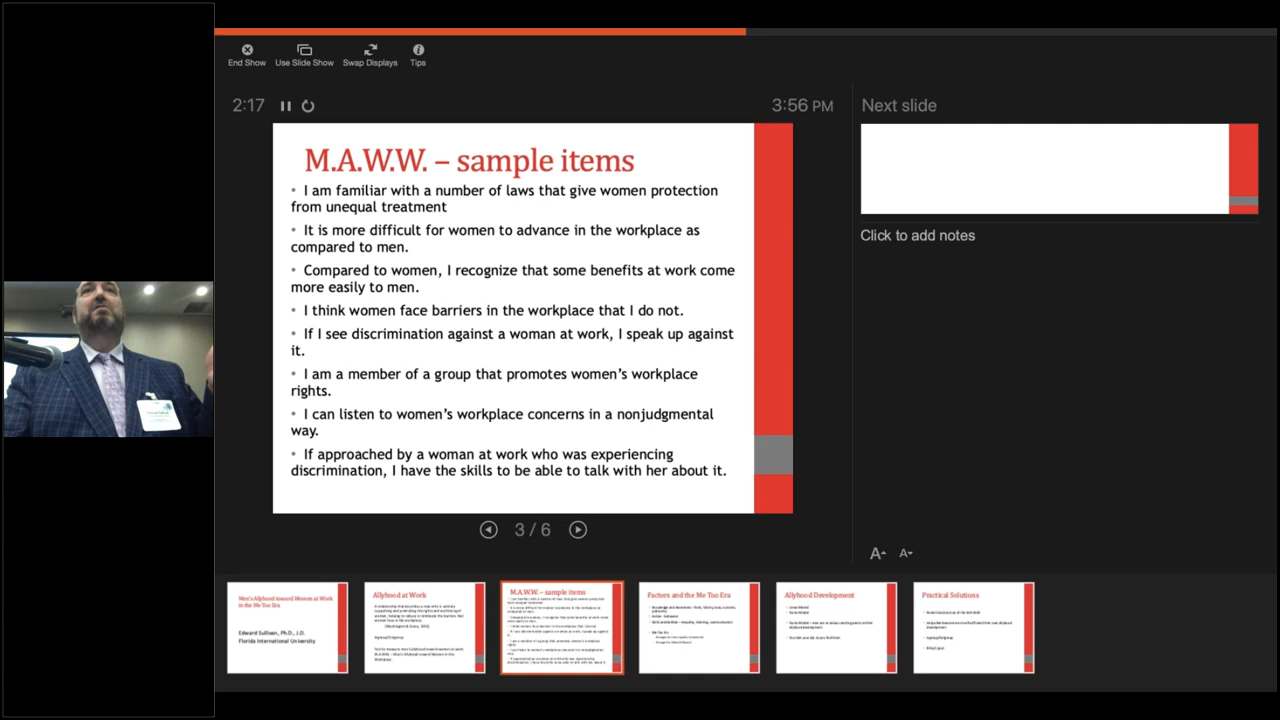 End Show
Use Slide Show
Swap Displays
Tips
2:17
3:56 PM
M.A.W.W. – sample items
• I am familiar with a number of laws that give women protection
from unequal treatment
• It is more difficult for women to advance in the workplace as
compared to men.
• Compared to women, I recognize that some benefits at work come
more easily to men.
• I think women face barriers in the workplace that I do not.
• If I see discrimination against a woman at work, I speak up against
it.
• I am a member of a group that promotes women’s workplace
rights.
• I can listen to women’s workplace concerns in a nonjudgmental
way.
• If approached by a woman at work who was experiencing
discrimination, I have the skills to be able to talk with her about it.
3 / 6
Next slide
Click to add notes
A
A
Men's Allyhood toward Women at Work
in the Me Too Era
Edward Sullivan, Ph.D., J.D.
Florida International University
Allyhood at Work
M.A.W.W. – sample items
Factors and the Me Too Era
Allyhood Development
Practical Solutions